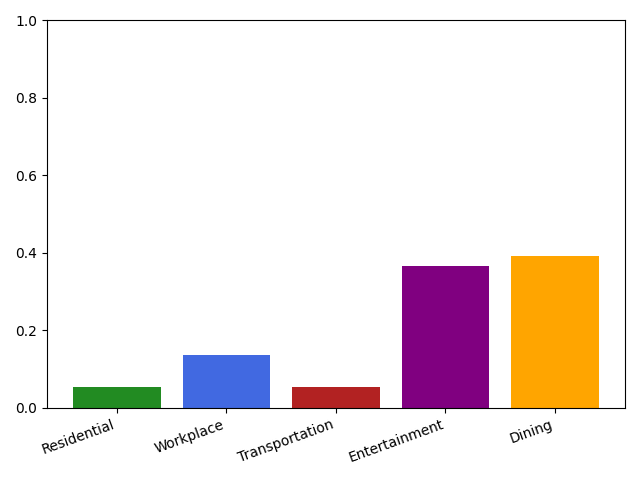 1.0
0.8
0.6
0.4
0.2
0.0
Residential
Workplace
Transportation
Entertainment
Dining